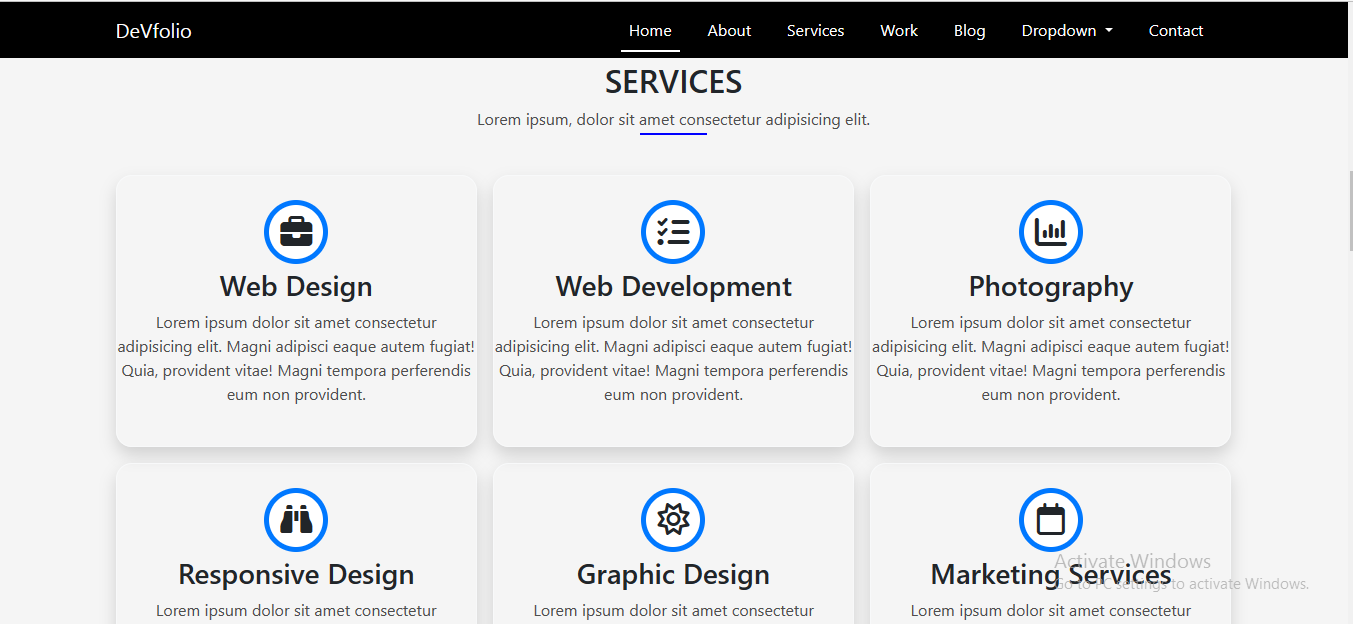 DeVfolio Home About Services Work Blog Dropdown Contact
SERVICES
Lorem ipsum, dolor sit amet consectetur adipisicing elit.
Web Design
Lorem ipsum dolor sit amet consectetur
adipisicing elit. Magni adipisci eaque autem fugiat!
Quia, provident vitae! Magni tempora perferendis
eum non provident.
Web Development
Lorem ipsum dolor sit amet consectetur
adipisicing elit. Magni adipisci eaque autem fugiat!
Quia, provident vitae! Magni tempora perferendis
eum non provident.
Photography
Lorem ipsum dolor sit amet consectetur
adipisicing elit. Magni adipisci eaque autem fugiat!
Quia, provident vitae! Magni tempora perferendis
eum non provident.
Responsive Design
Lorem ipsum dolor sit amet consectetur
Graphic Design
Lorem ipsum dolor sit amet consectetur
Marketing Services
Lorem ipsum dolor sit amet consectetur
Activate Windows
Go to PC settings to activate Windows.